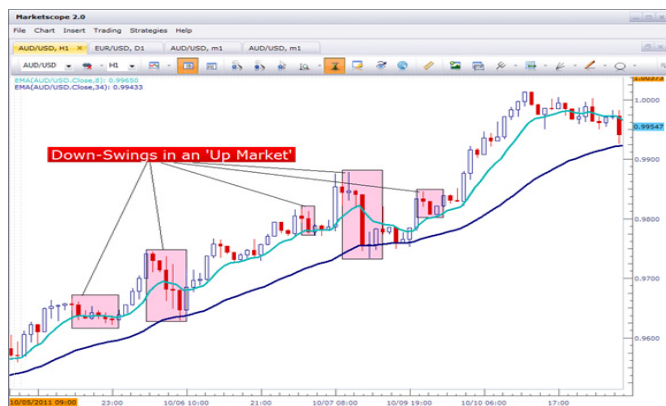 Marketscope 2.0
File Chart Insert Trading Strategies Help
AUD/USD, H1 EUR/USD, D1 AUD/USD, m1 AUD/USD, m1
AUD/USD H1
EMA(AUD/USD.Close,8): 0.99650
EMA(AUD/USD.Close,34): 0.99433
1.00373
1.0000
0.99547
Down-Swings in an 'Up Market'
0.9900
0.9800
0.9700
0.9600
10/05/2011 09:00 23:00 10/06 10:00 21:00 10/07 08:00 10/09 19:00 10/10 06:00 17:00